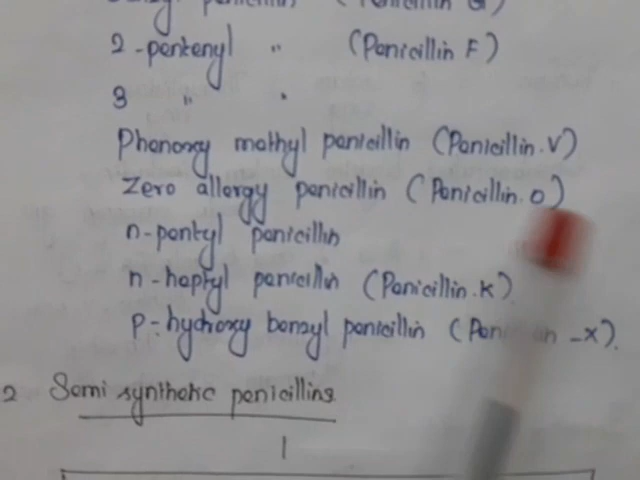 2-pentenyl " (Penicillin F)
3 " "
Phenoxy methyl penicillin (Penicillin.V)
Zero allergy penicillin (Penicillin.O)
n-pentyl penicillin
n-heptyl penicillin (Penicillin.K)
P-hydroxy benzyl penicillin (Pen n -X).
2 Semi synthetic penicillins